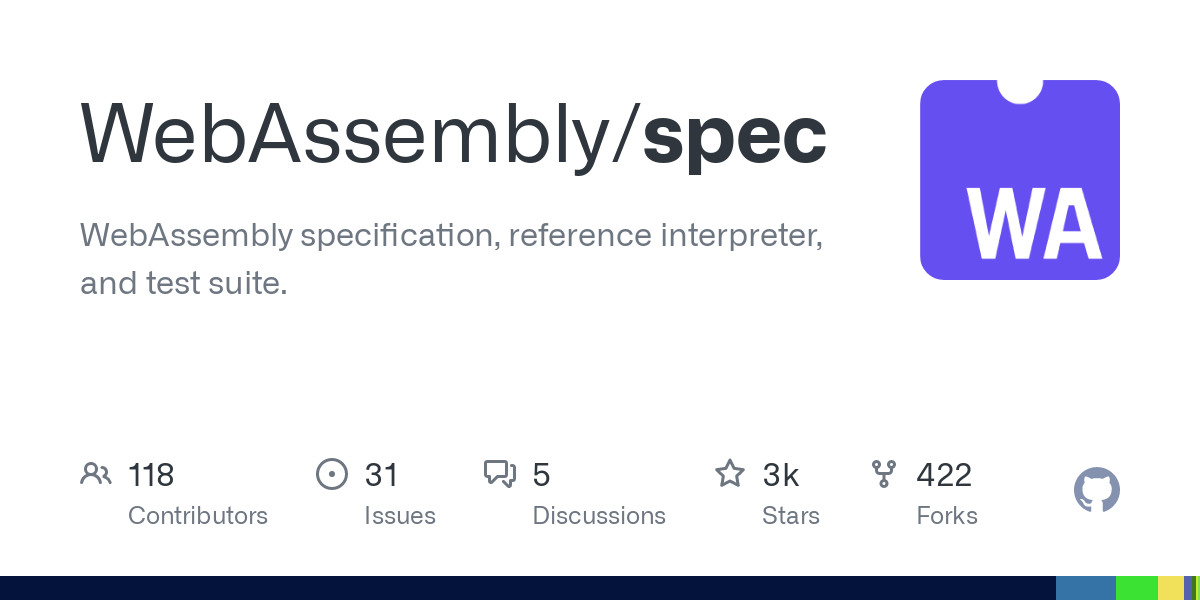 WebAssembly/spec
WebAssembly specification, reference interpreter,
and test suite.
WA
118
Contributors
31
Issues
5
Discussions
3k
Stars
422
Forks